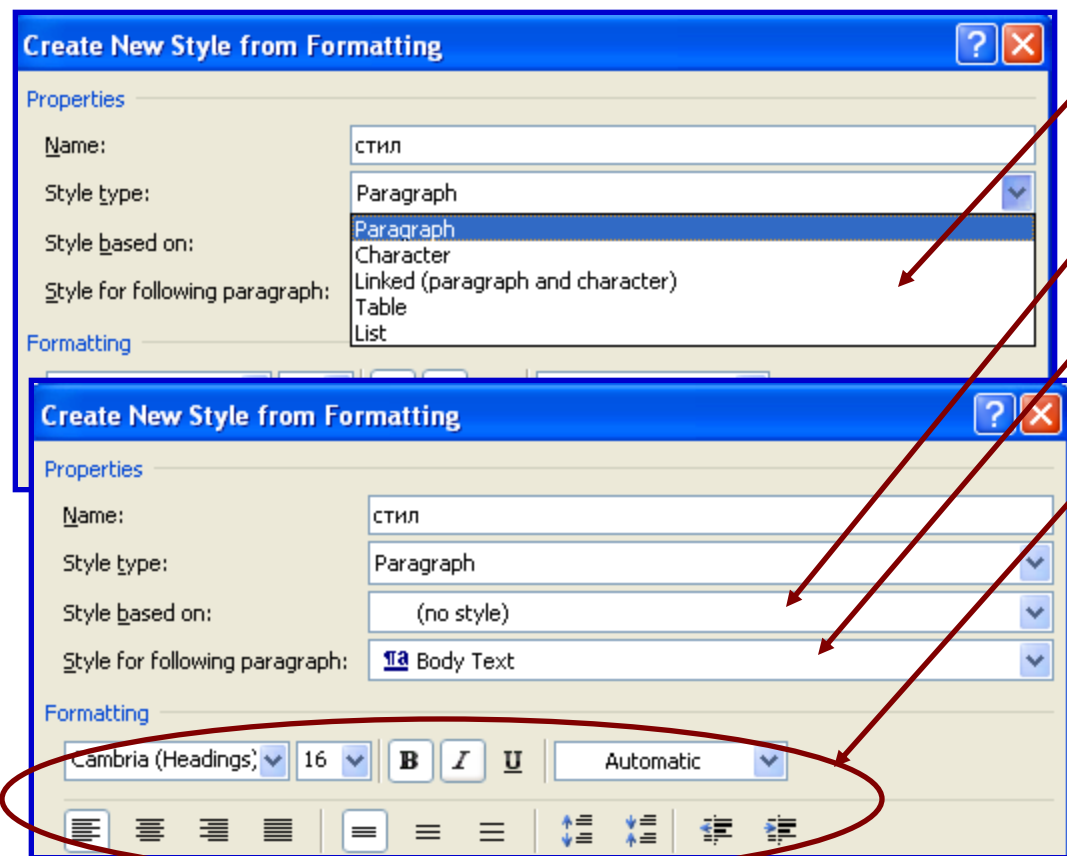 Create New Style from Formatting
Properties
Name: стил
Style type: Paragraph
Paragraph
Style based on:
Character
Linked (paragraph and character)
Style for following paragraph:
Table
List
Formatting
Create New Style from Formatting
Properties
Name: стил
Style type: Paragraph
Style based on: (no style)
Style for following paragraph: ¶a Body Text
Formatting
Cambria (Headings) 16 B I U Automatic